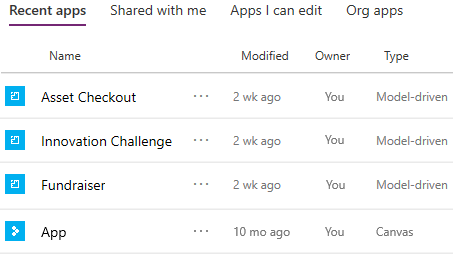 Recent apps Shared with me Apps I can edit Org apps
Name Modified Owner Type
Asset Checkout ··· 2 wk ago You Model-driven
Innovation Challenge ··· 2 wk ago You Model-driven
Fundraiser ··· 2 wk ago You Model-driven
App ··· 10 mo ago You Canvas